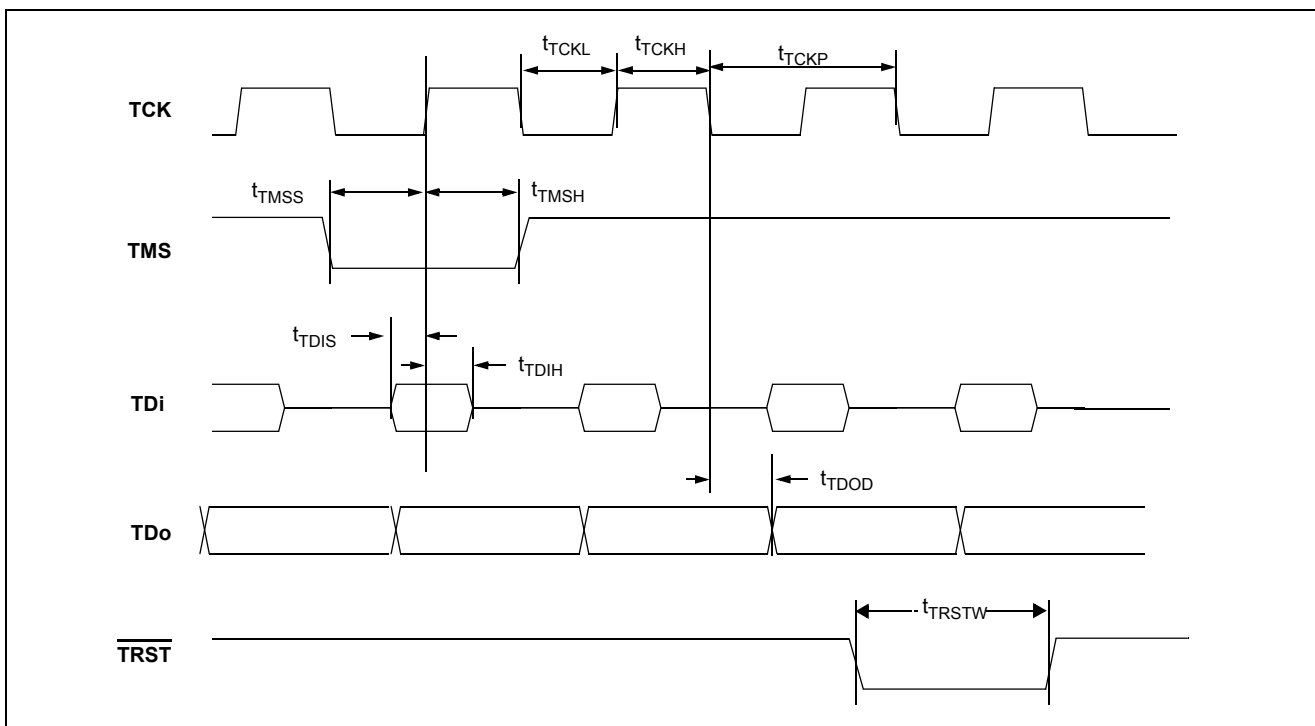 tTCKL tTCKH tTCKP
TCK
tTMSS tTMSH
TMS
tTDIS
tTDIH
TDi
tTDOD
TDo
tTRSTW
TRST